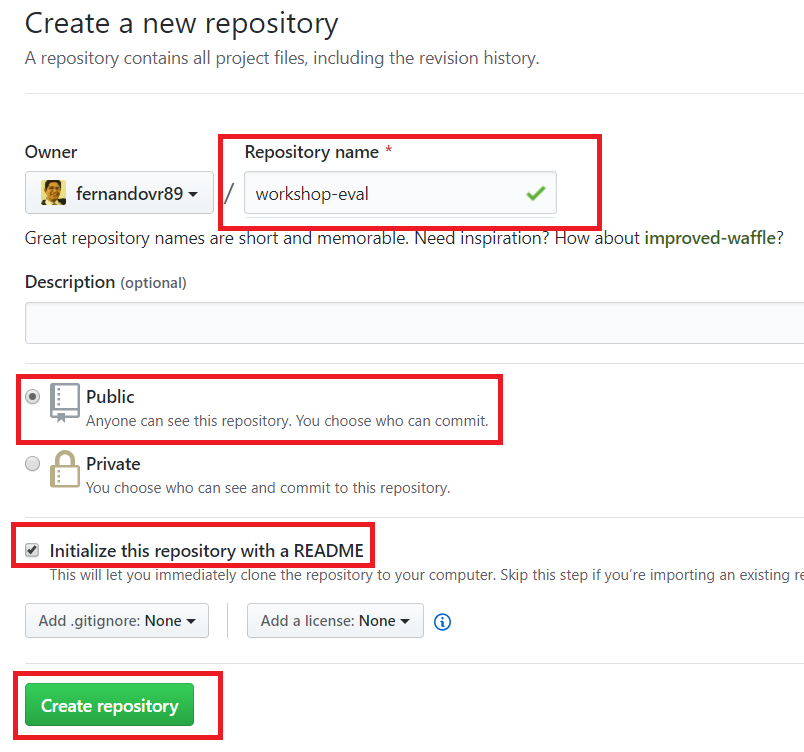 Create a new repository
A repository contains all project files, including the revision history.
Owner
Repository name *
fernandovr89
/
workshop-eval
Great repository names are short and memorable. Need inspiration? How about improved-waffle?
Description (optional)
Public
Anyone can see this repository. You choose who can commit.
Private
You choose who can see and commit to this repository.
Initialize this repository with a README
This will let you immediately clone the repository to your computer. Skip this step if you’re importing an existing re
Add .gitignore: None
Add a license: None
Create repository